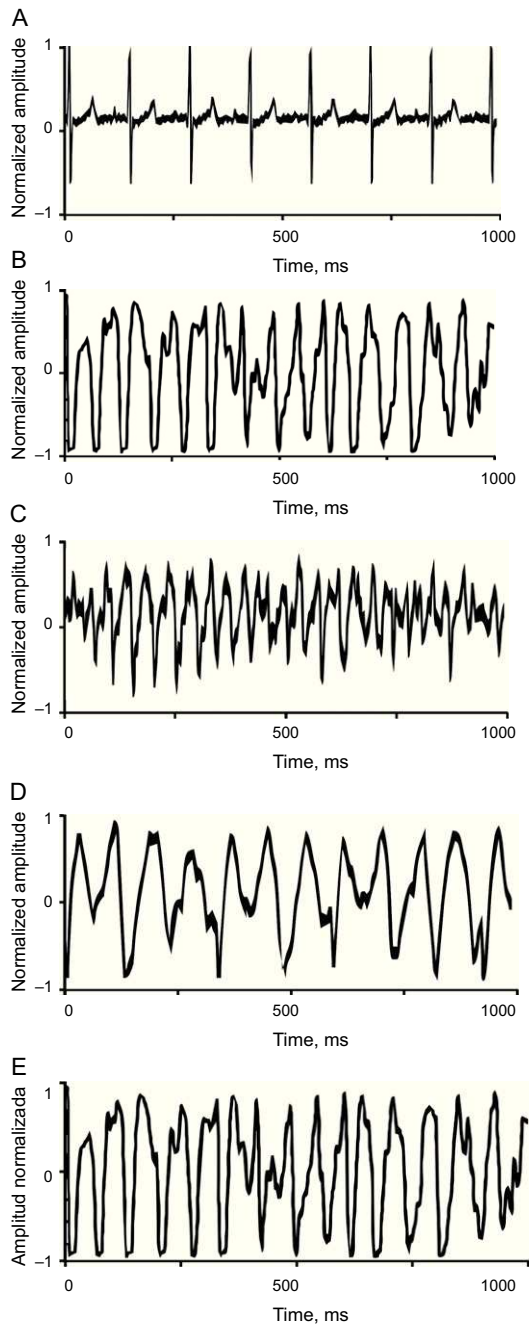 A
Normalized amplitude
1
0
–1
0 500 1000
Time, ms
B
Normalized amplitude
1
0
–1
0 500 1000
Time, ms
C
Normalized amplitude
1
0
–1
0 500 1000
Time, ms
D
Normalized amplitude
1
0
–1
0 500 1000
Time, ms
E
Amplitud normalizada
1
0
–1
0 500 1000
Time, ms